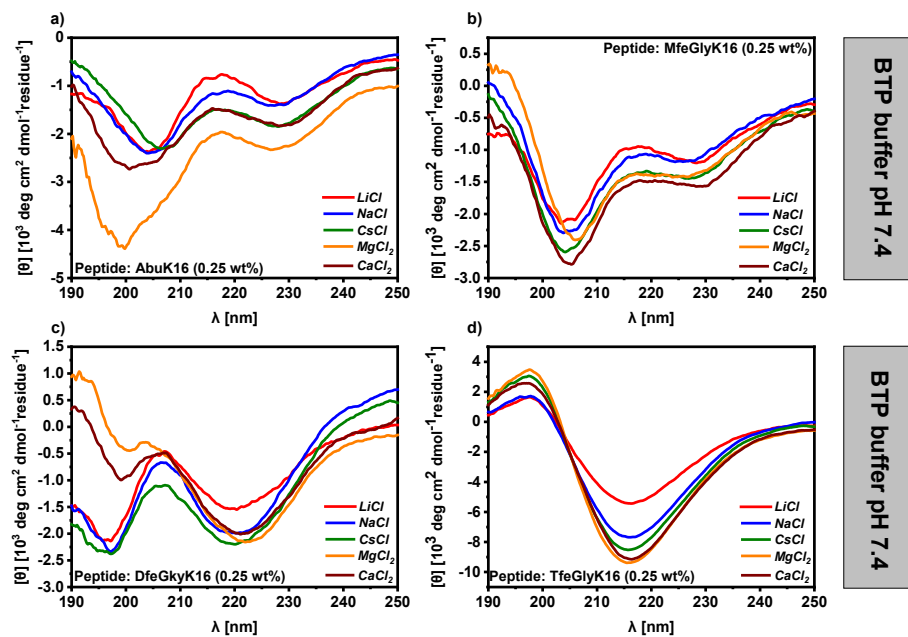 a)
0
-1
-2
-3
-4
-5
190 200 210 220 230 240 250
λ [nm]
[θ] [10³ deg cm² dmol⁻¹residue⁻¹]
LiCl
NaCl
CsCl
MgCl₂
CaCl₂
Peptide: AbuK16 (0.25 wt%)
b)
0.5
0.0
-0.5
-1.0
-1.5
-2.0
-2.5
-3.0
190 200 210 220 230 240 250
λ [nm]
[θ] [10³ deg cm² dmol⁻¹residue⁻¹]
Peptide: MfeGlyK16 (0.25 wt%)
LiCl
NaCl
CsCl
MgCl₂
CaCl₂
BTP buffer pH 7.4
c)
1.5
1.0
0.5
0.0
-0.5
-1.0
-1.5
-2.0
-2.5
-3.0
190 200 210 220 230 240 250
λ [nm]
[θ] [10³ deg cm² dmol⁻¹residue⁻¹]
LiCl
NaCl
CsCl
MgCl₂
CaCl₂
Peptide: DfeGkyK16 (0.25 wt%)
d)
4
2
0
-2
-4
-6
-8
-10
190 200 210 220 230 240 250
λ [nm]
[θ] [10³ deg cm² dmol⁻¹residue⁻¹]
LiCl
NaCl
CsCl
MgCl₂
CaCl₂
Peptide: TfeGlyK16 (0.25 wt%)
BTP buffer pH 7.4